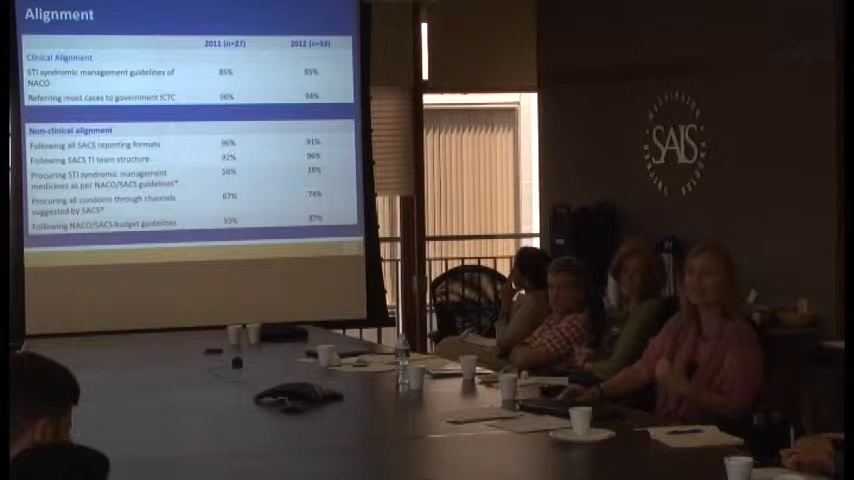 Alignment
2011 (n=27) 2012 (n=53)
Clinical Alignment
STI syndromic management guidelines of NACO 85% 85%
Referring most cases to government ICTC 96% 94%
Non-clinical alignment
Following all SACS reporting formats 96% 91%
Following SACS TI team structure 92% 96%
Procuring STI syndromic management
medicines as per NACO/SACS guidelines*
Procuring all condoms through channels 67% 74%
suggested by SACS*
Following NACO/SACS budget guidelines 93% 87%
WASHINGTON
SAIS